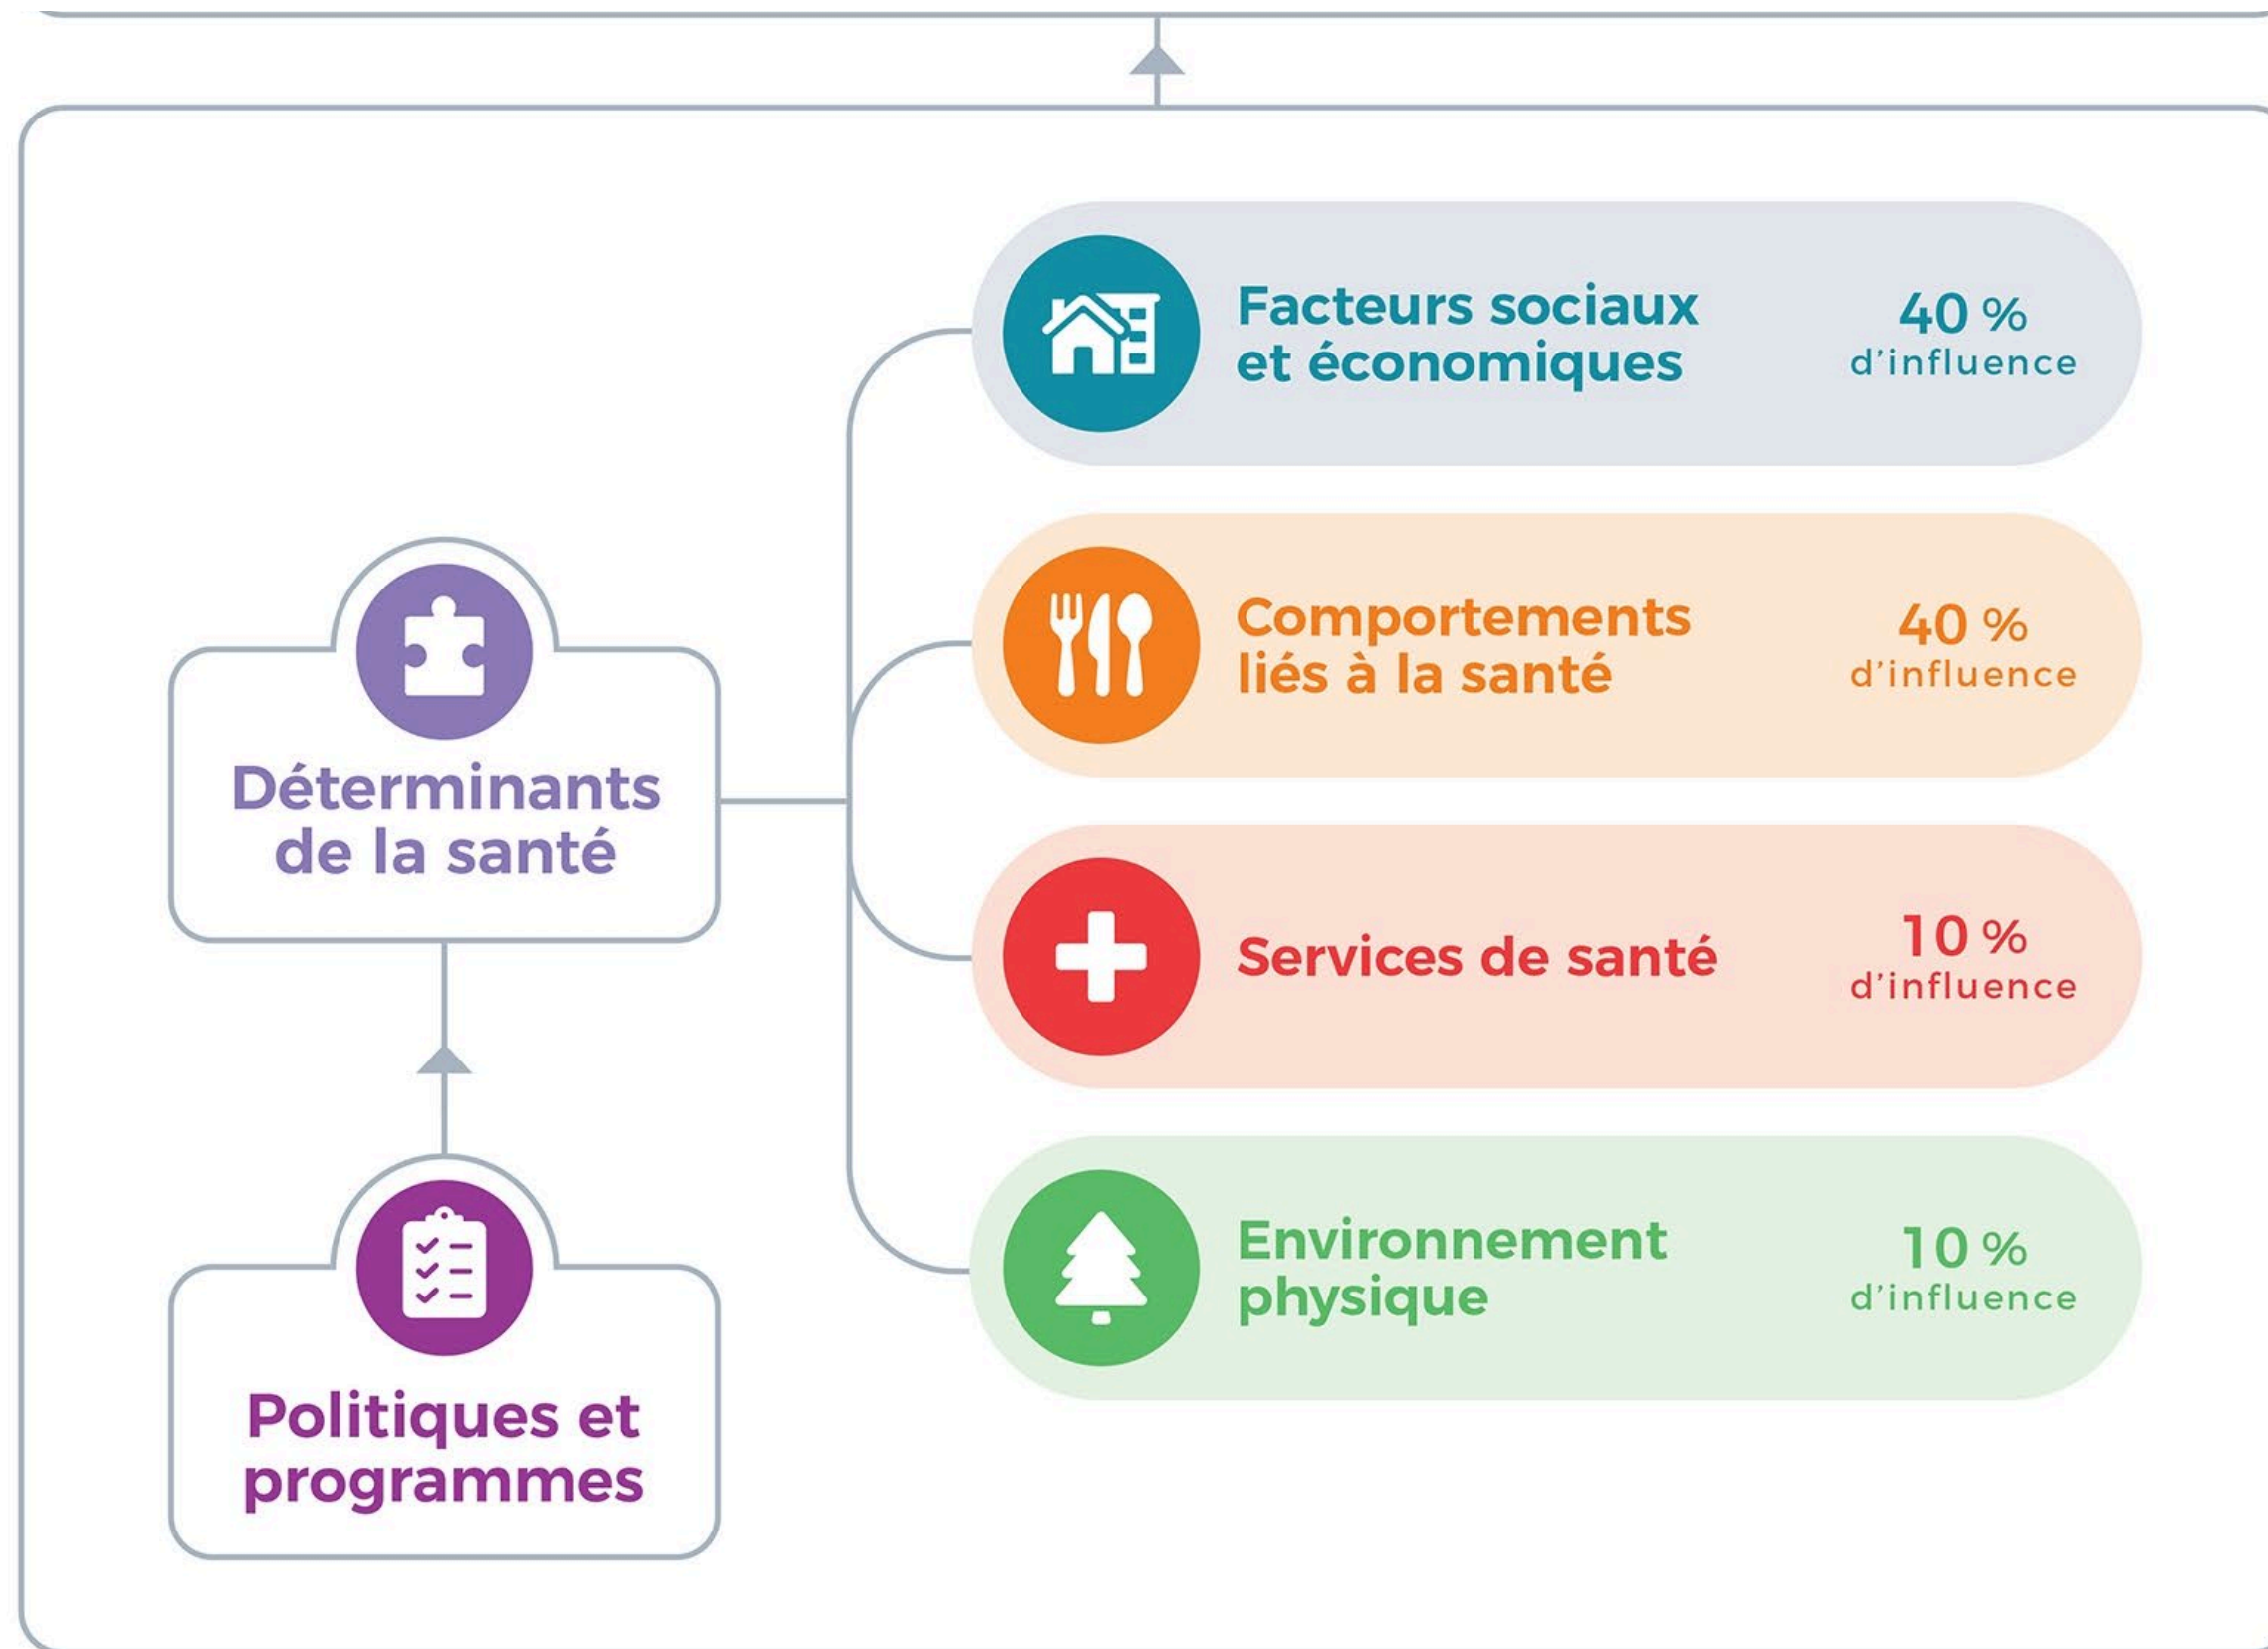 Facteurs sociaux
et économiques
40 %
d'influence
Comportements
liés à la santé
40 %
d'influence
Déterminants
de la santé
Services de santé
10 %
d'influence
Environnement
physique
10 %
d'influence
Politiques et
programmes